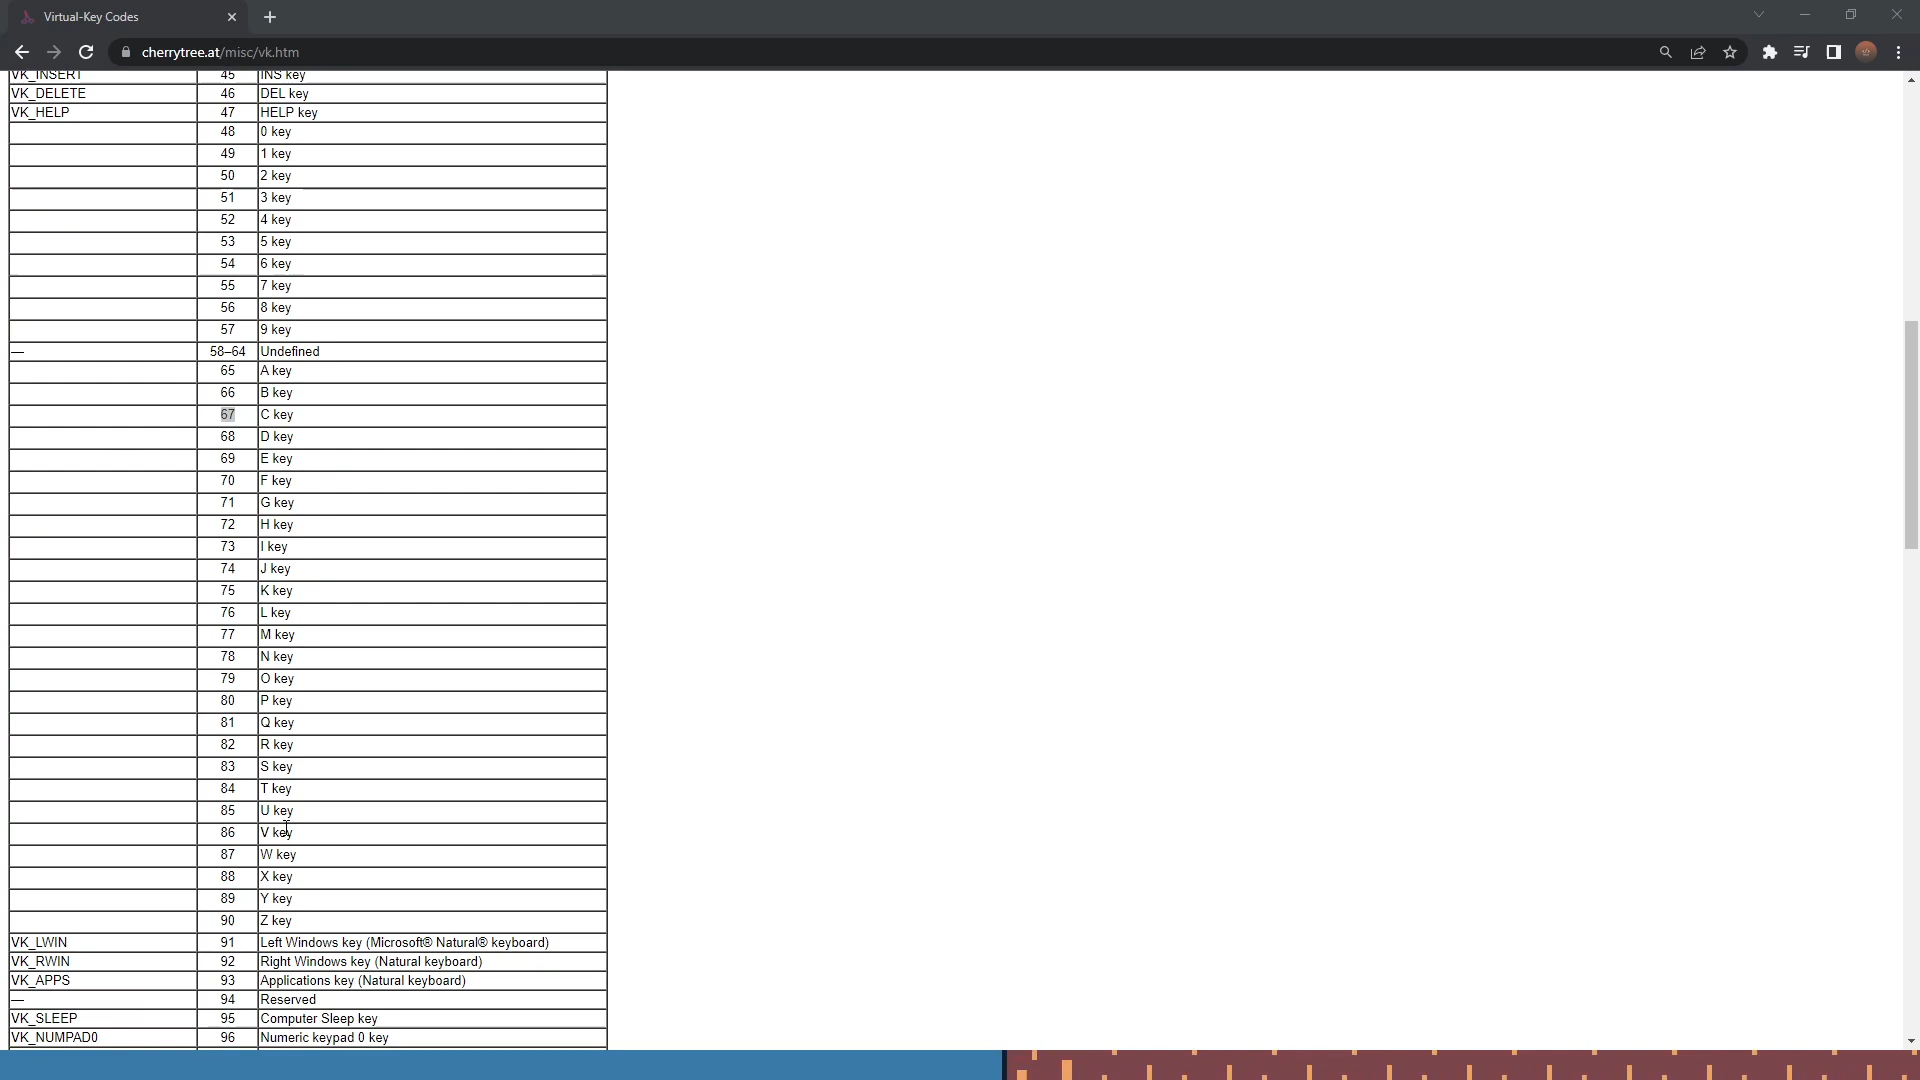 Virtual-Key Codes
cherrytree.at/misc/vk.htm
VK_INSERT 45 INS key
VK_DELETE 46 DEL key
VK_HELP 47 HELP key
48 0 key
49 1 key
50 2 key
51 3 key
52 4 key
53 5 key
54 6 key
55 7 key
56 8 key
57 9 key
— 58–64 Undefined
65 A key
66 B key
67 C key
68 D key
69 E key
70 F key
71 G key
72 H key
73 I key
74 J key
75 K key
76 L key
77 M key
78 N key
79 O key
80 P key
81 Q key
82 R key
83 S key
84 T key
85 U key
86 V key
87 W key
88 X key
89 Y key
90 Z key
VK_LWIN 91 Left Windows key (Microsoft® Natural® keyboard)
VK_RWIN 92 Right Windows key (Natural keyboard)
VK_APPS 93 Applications key (Natural keyboard)
— 94 Reserved
VK_SLEEP 95 Computer Sleep key
VK_NUMPAD0 96 Numeric keypad 0 key